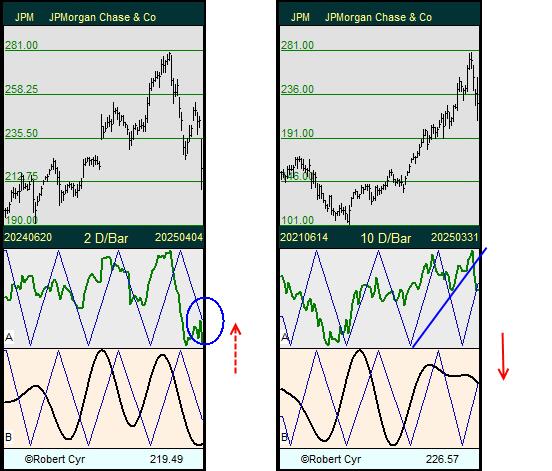 JPM JPMorgan Chase & Co
281.00
258.25
235.50
212.75
190.00
20240620 2 D/Bar 20250404
A
B
©Robert Cyr 219.49
JPM JPMorgan Chase & Co
281.00
236.00
191.00
146.00
101.00
20210614 10 D/Bar 20250331
A
B
©Robert Cyr 226.57